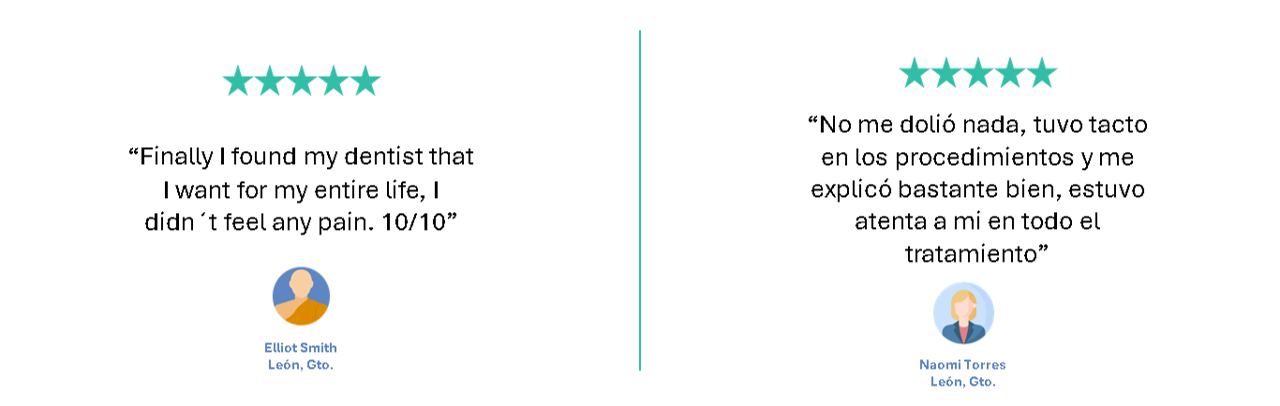 “Finally I found my dentist that
I want for my entire life, I
didn´t feel any pain. 10/10”
Elliot Smith
León, Gto.
“No me dolió nada, tuvo tacto
en los procedimientos y me
explicó bastante bien, estuvo
atenta a mi en todo el
tratamiento”
Naomi Torres
León, Gto.